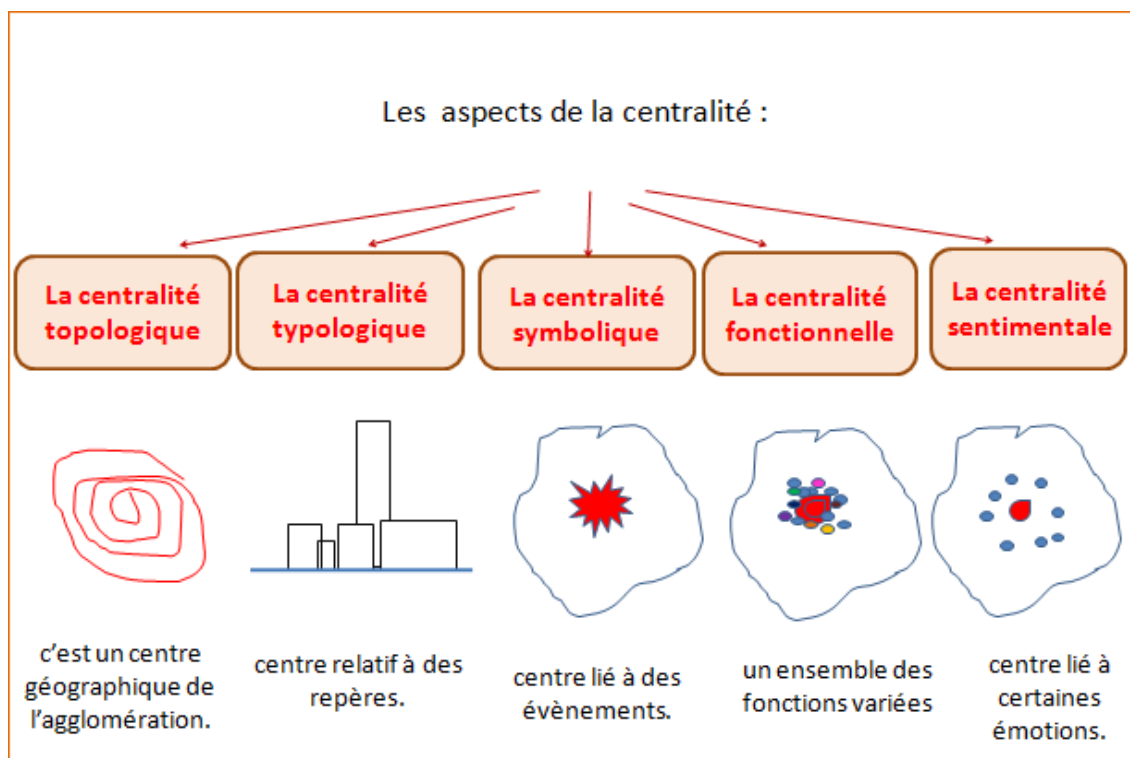 Les aspects de la centralité :
La centralité
topologique
La centralité
typologique
La centralité
symbolique
La centralité
fonctionnelle
La centralité
sentimentale
c'est un centre
géographique de
l'agglomération.
centre relatif à des
repères.
centre lié à des
évènements.
un ensemble des
fonctions variées
centre lié à
certaines
émotions.